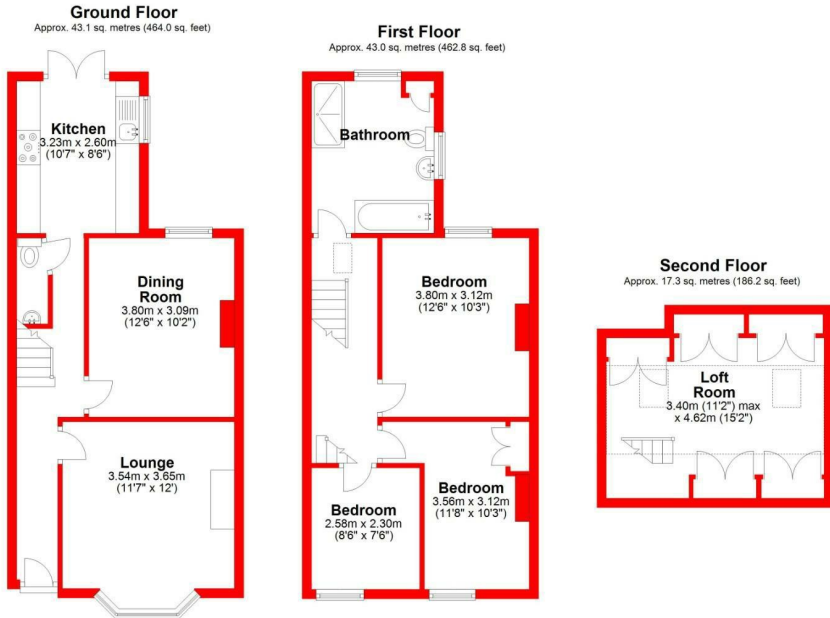 Ground Floor
Approx. 43.1 sq. metres (464.0 sq. feet)
Kitchen
3.23m x 2.60m
(10'7" x 8'6")
Dining
Room
3.80m x 3.09m
(12'6" x 10'2")
Lounge
3.54m x 3.65m
(11'7" x 12')
First Floor
Approx. 43.0 sq. metres (462.8 sq. feet)
Bathroom
Bedroom
3.80m x 3.12m
(12'6" x 10'3")
Bedroom
2.58m x 2.30m
(8'6" x 7'6")
Bedroom
3.56m x 3.12m
(11'8" x 10'3")
Second Floor
Approx. 17.3 sq. metres (186.2 sq. feet)
Loft
Room
3.40m (11'2") max
x 4.62m (15'2")